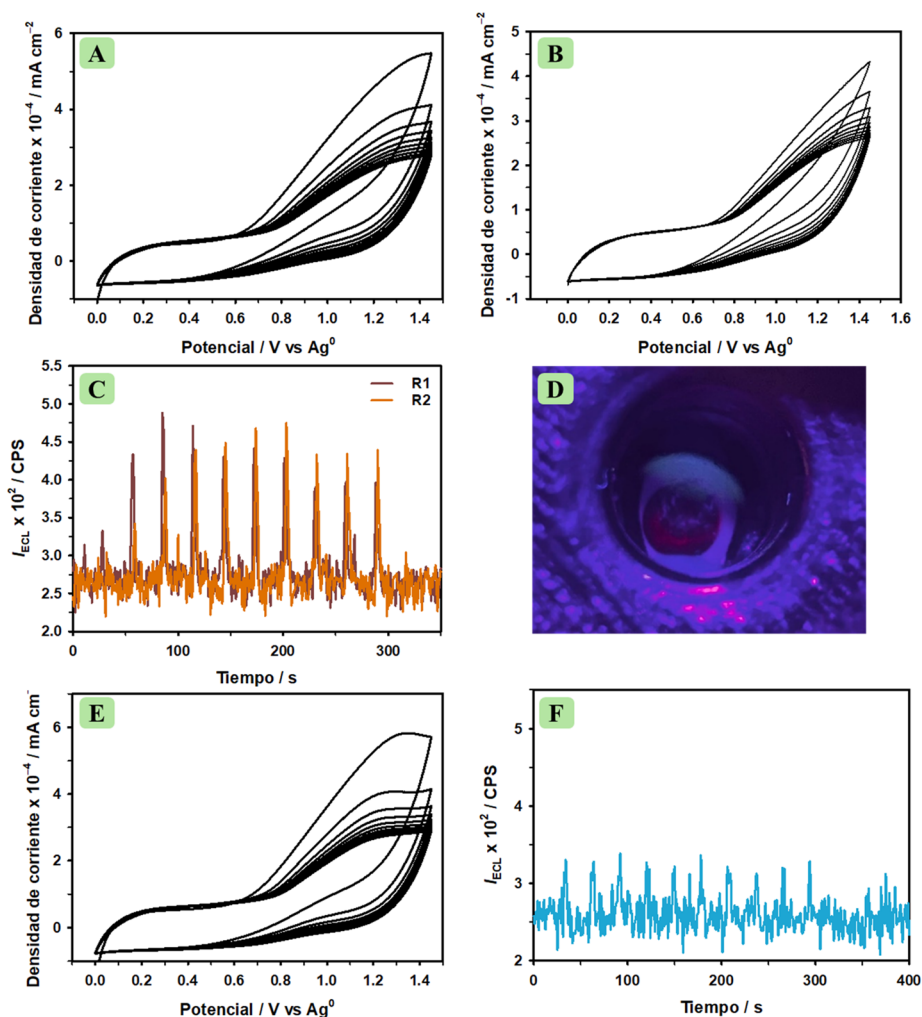 A
Densidad de corriente x 10⁻⁴ / mA cm⁻²
6
4
2
0
0.0 0.2 0.4 0.6 0.8 1.0 1.2 1.4
Potencial / V vs Ag⁰
B
Densidad de corriente x 10⁻⁴ / mA cm⁻²
5
4
3
2
1
0
-1
0.0 0.2 0.4 0.6 0.8 1.0 1.2 1.4 1.6
Potencial / V vs Ag⁰
C
R1
R2
I_ECL x 10² / CPS
5.5
5.0
4.5
4.0
3.5
3.0
2.5
2.0
0 100 200 300
Tiempo / s
D
E
Densidad de corriente x 10⁻⁴ / mA cm⁻
6
4
2
0
0.0 0.2 0.4 0.6 0.8 1.0 1.2 1.4
Potencial / V vs Ag⁰
F
I_ECL x 10² / CPS
5
4
3
2
0 100 200 300 400
Tiempo / s